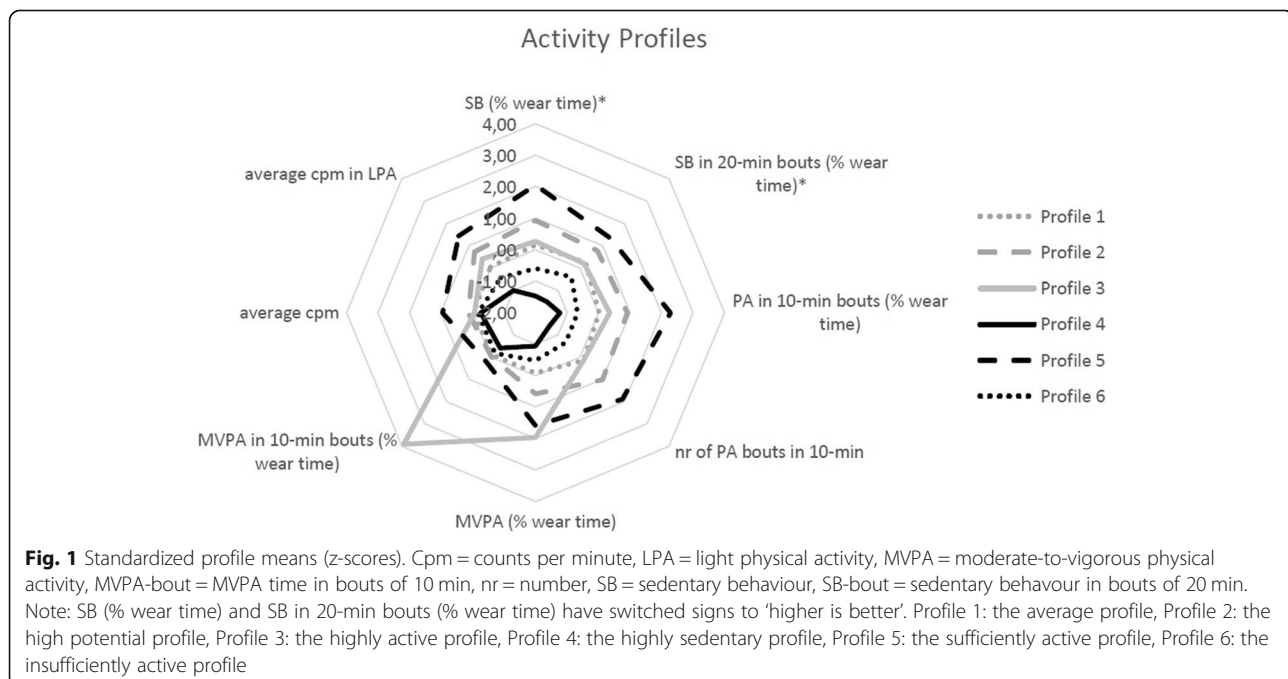 Activity Profiles
SB (% wear time)*
4,00
3,00
2,00
1,00
,00
-1,00
-2,00
SB in 20-min bouts (% wear
time)*
PA in 10-min bouts (% wear
time)
nr of PA bouts in 10-min
MVPA (% wear time)
MVPA in 10-min bouts (%
wear time)
average cpm
average cpm in LPA
Profile 1
Profile 2
Profile 3
Profile 4
Profile 5
Profile 6
Fig. 1 Standardized profile means (z-scores). Cpm = counts per minute, LPA = light physical activity, MVPA = moderate-to-vigorous physical
activity, MVPA-bout = MVPA time in bouts of 10 min, nr = number, SB = sedentary behaviour, SB-bout = sedentary behavour in bouts of 20 min.
Note: SB (% wear time) and SB in 20-min bouts (% wear time) have switched signs to ‘higher is better’. Profile 1: the average profile, Profile 2: the
high potential profile, Profile 3: the highly active profile, Profile 4: the highly sedentary profile, Profile 5: the sufficiently active profile, Profile 6: the
insufficiently active profile